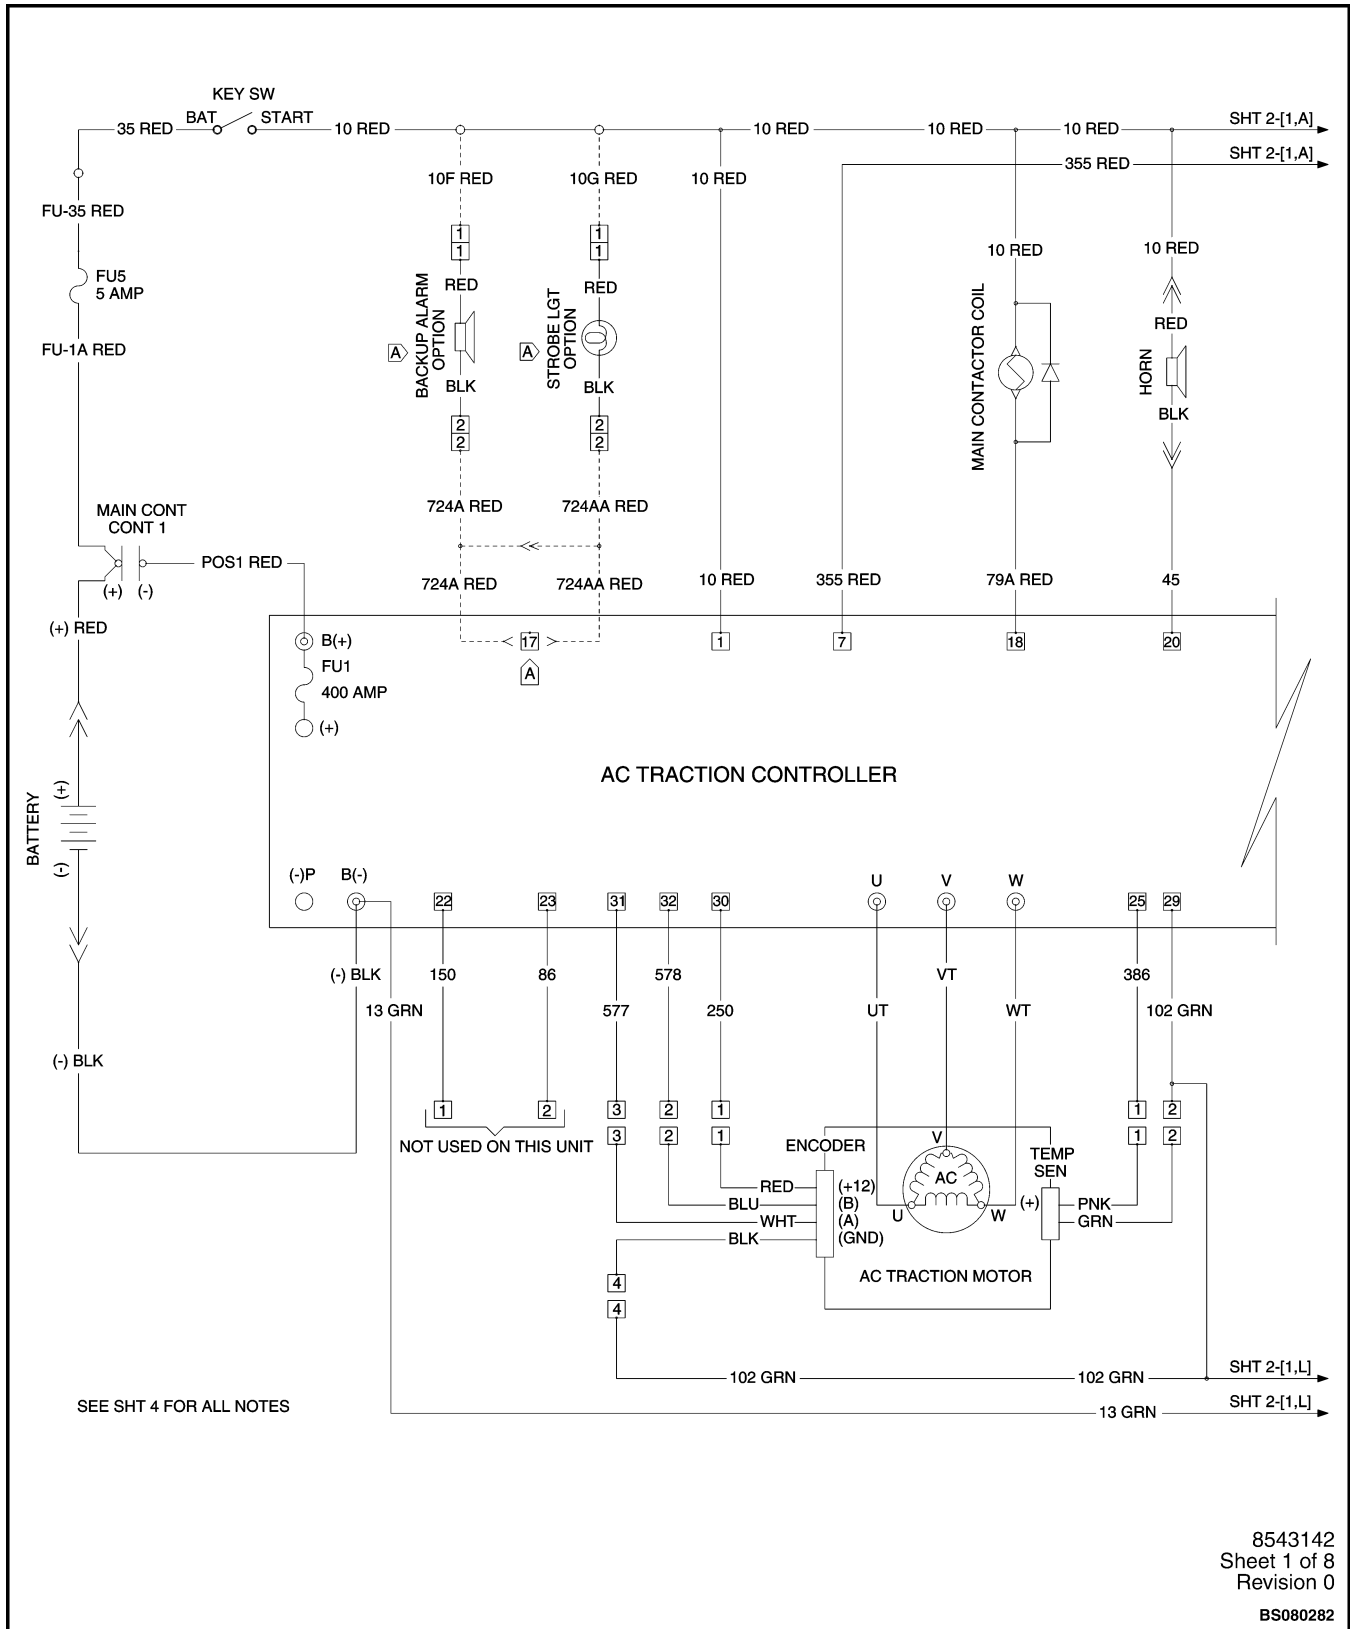 KEY SW
BAT
START
SHT 2-[1,A]
35 RED
10 RED
10 RED
10 RED
10 RED
SHT 2-[1,A]
355 RED
10F RED
10G RED
10 RED
FU-35 RED
1
1
1
1
10 RED
10 RED
FU5
5 AMP
RED
RED
RED
FU-1A RED
A
BACKUP ALARM
OPTION
A
STROBE LGT
OPTION
MAIN CONTACTOR COIL
HORN
BLK
BLK
BLK
2
2
2
2
724A RED
724AA RED
MAIN CONT
CONT 1
POS1 RED
(+)
(-)
724A RED
724AA RED
10 RED
355 RED
79A RED
45
(+) RED
B(+)
17
1
7
18
20
FU1
A
400 AMP
(+)
AC TRACTION CONTROLLER
BATTERY
(+)
(-)
(-)P
B(-)
U
V
W
22
23
31
32
30
25
29
(-) BLK
150
86
578
VT
386
13 GRN
577
250
UT
WT
102 GRN
(-) BLK
1
2
3
2
1
1
2
NOT USED ON THIS UNIT
3
2
1
1
2
ENCODER
V
TEMP
SEN
AC
RED
(+12)
BLU
(B)
(+)
PNK
WHT
(A)
U
W
GRN
BLK
(GND)
4
4
AC TRACTION MOTOR
102 GRN
102 GRN
SHT 2-[1,L]
SEE SHT 4 FOR ALL NOTES
13 GRN
SHT 2-[1,L]
8543142
Sheet 1 of 8
Revision 0
BS080282